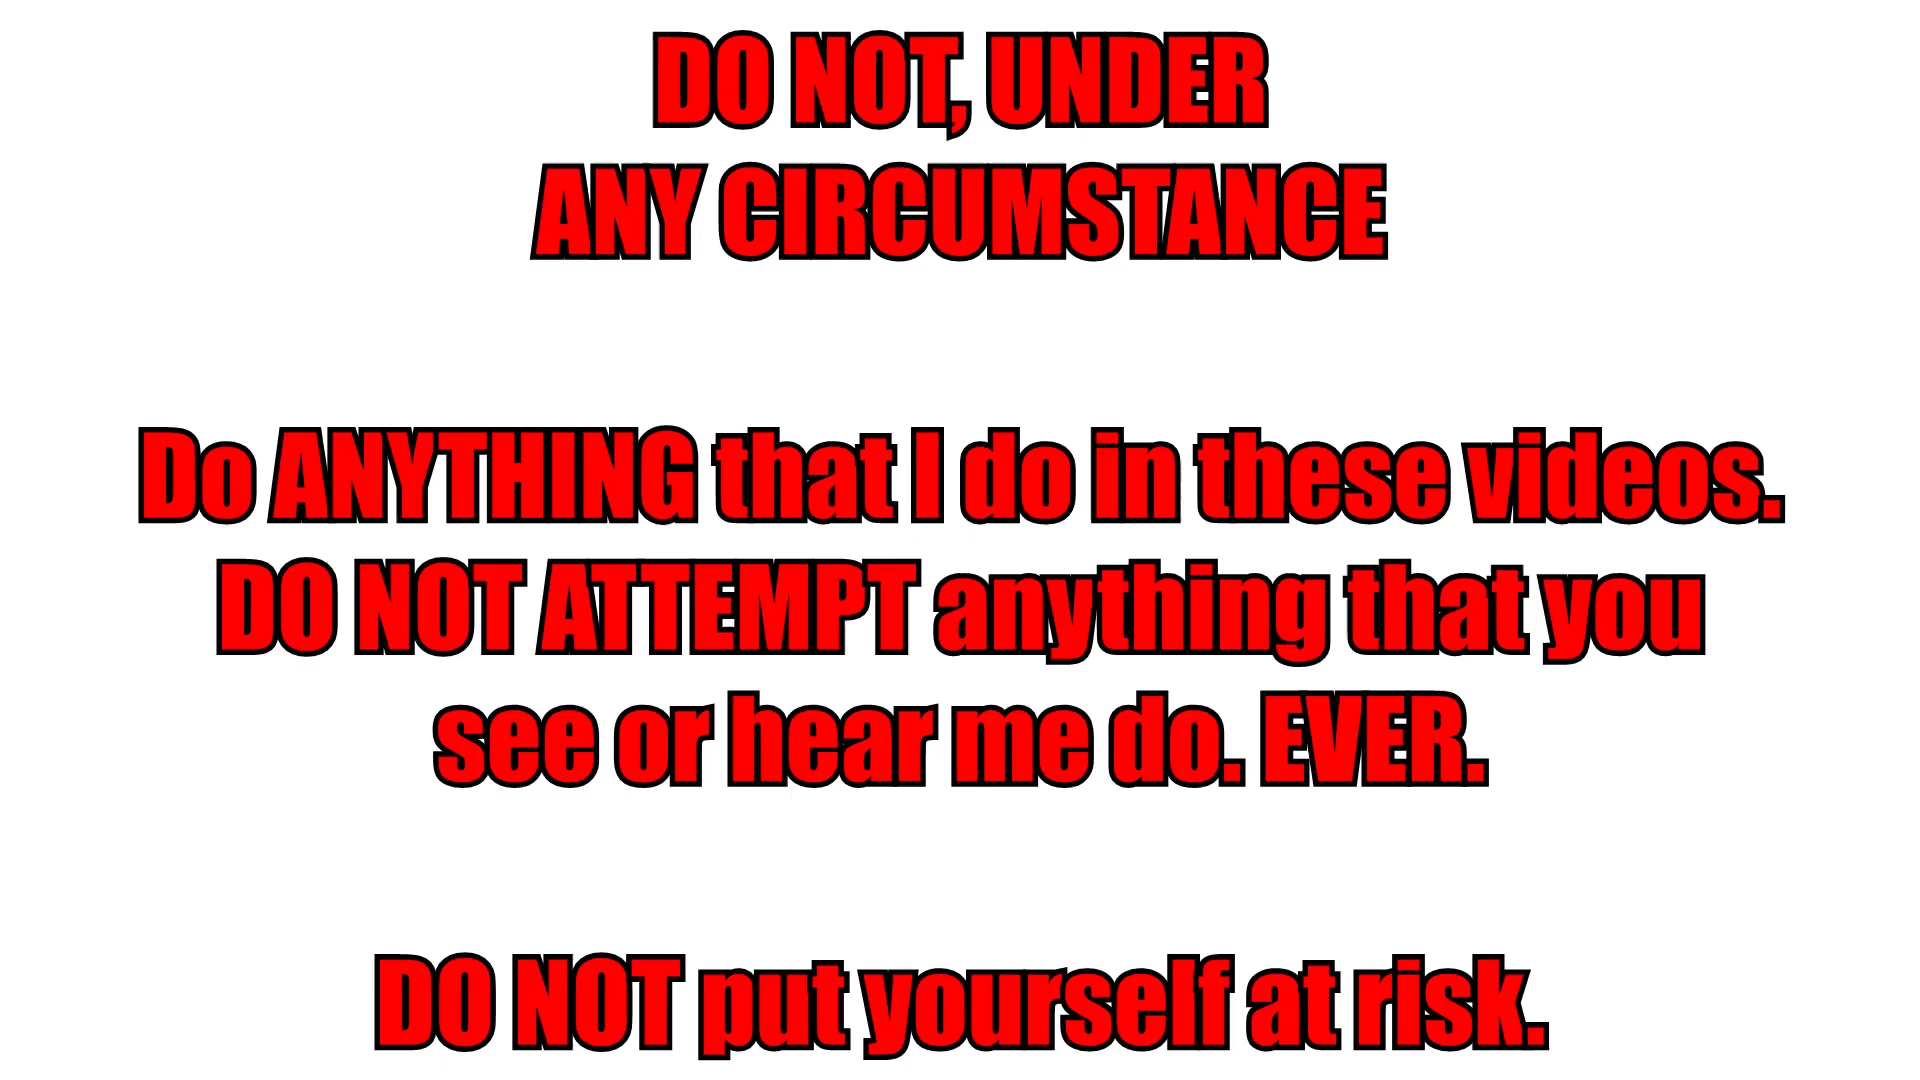 DO NOT, UNDER
ANY CIRCUMSTANCE
Do ANYTHING that I do in these videos.
DO NOT ATTEMPT anything that you
see or hear me do. EVER.
DO NOT put yourself at risk.